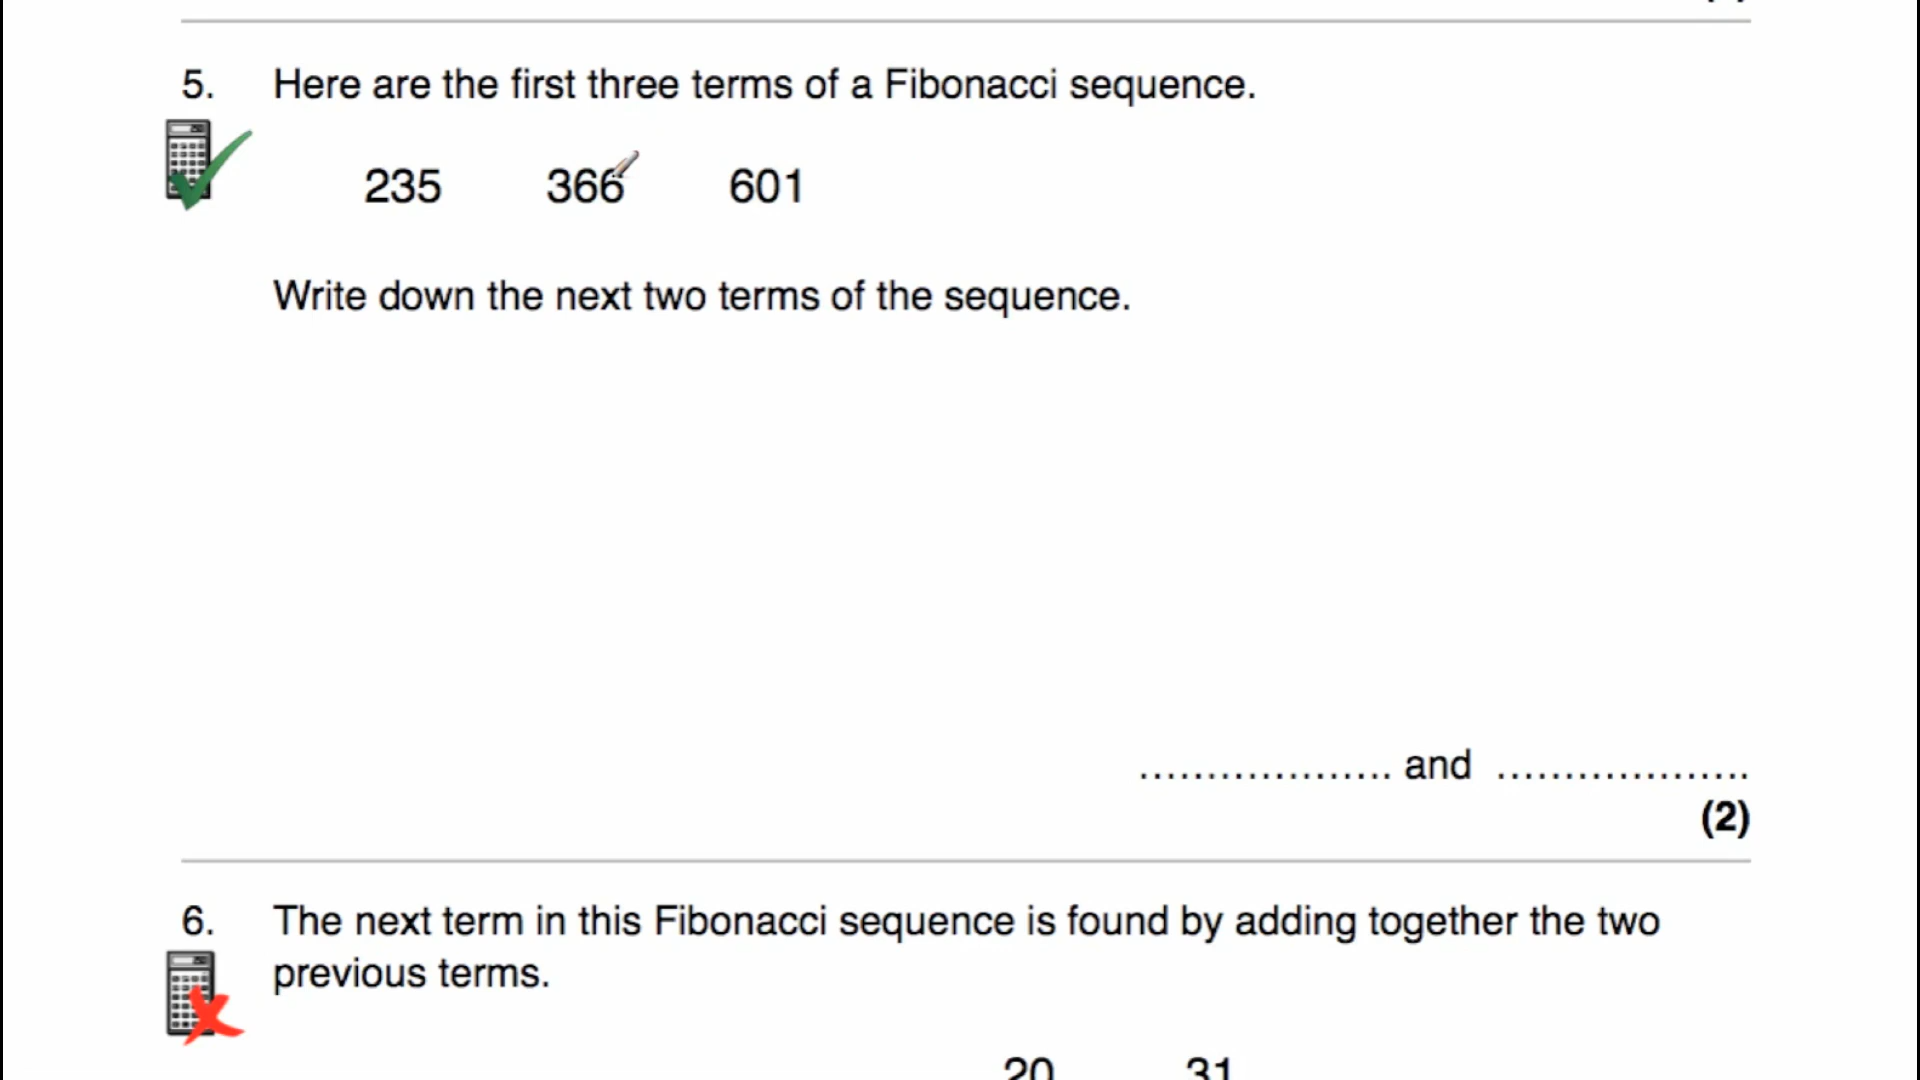 5. Here are the first three terms of a Fibonacci sequence.
235 366 601
Write down the next two terms of the sequence.
................... and ...................
(2)
6. The next term in this Fibonacci sequence is found by adding together the two
previous terms.
20 31